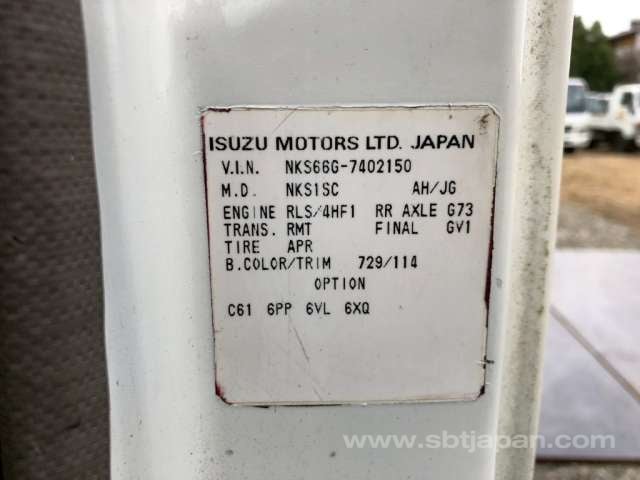 ISUZU MOTORS LTD. JAPAN
V.I.N. NKS66G-7402150
M.D. NKS1SC AH/JG
ENGINE RLS/4HF1 RR AXLE G73
TRANS. RMT FINAL GV1
TIRE APR
B.COLOR/TRIM 729/114
OPTION
C61 6PP 6VL 6XQ
www.sbtjapan.com